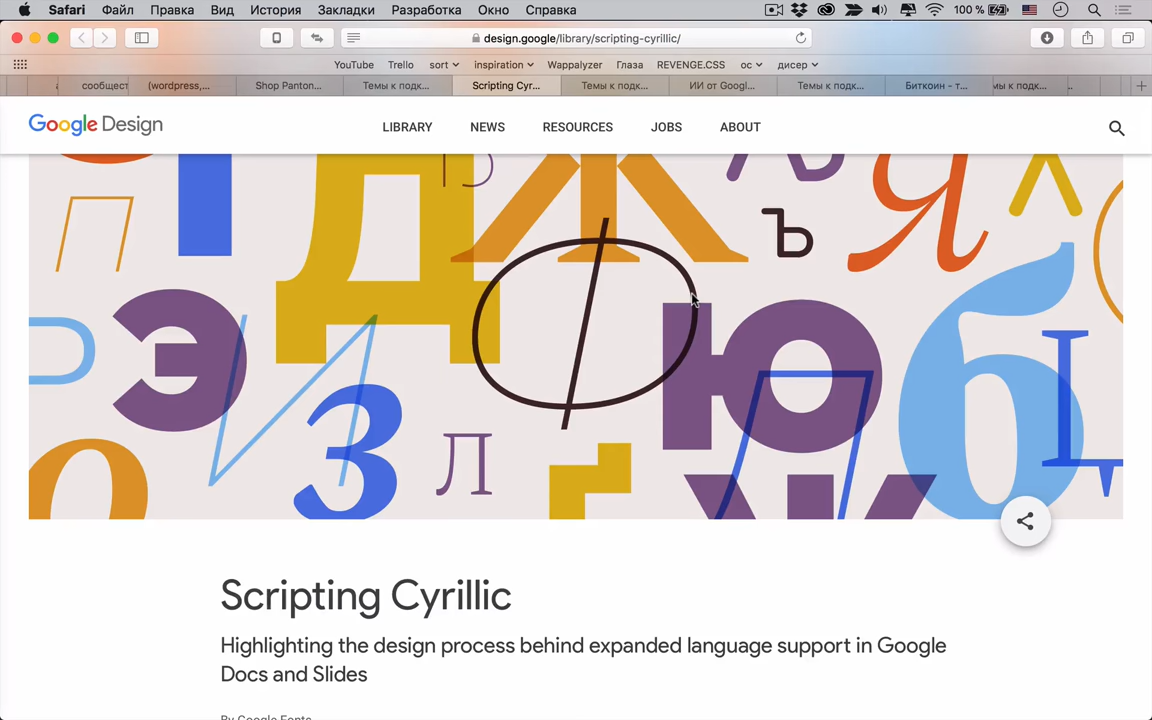 Safari Файл Правка Вид История Закладки Разработка Окно Справка 100 %
design.google/library/scripting-cyrillic/
YouTube Trello sort inspiration Wappalyzer Глаза REVENGE.CSS ос дисер
сообщест (wordpress,... Shop Panton... Темы к подк... Scripting Cyr... Темы к подк... ИИ от Googl... Темы к подк... Биткоин – т... мы к подк...
Google Design LIBRARY NEWS RESOURCES JOBS ABOUT
П Д Ж Я Ъ
Э И З Ф Ю б
л Ж
Scripting Cyrillic
Highlighting the design process behind expanded language support in Google
Docs and Slides
By Google Fonts